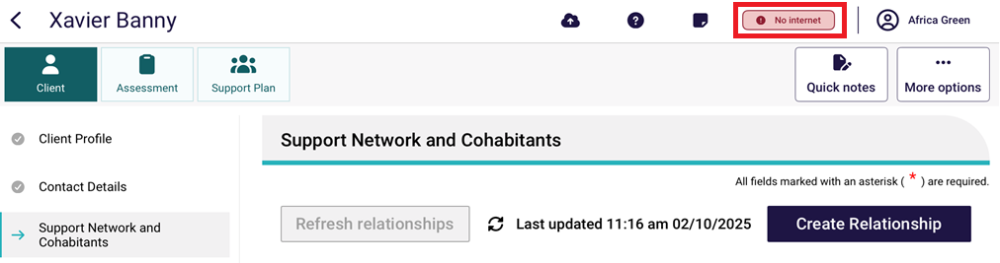 Xavier Banny
No internet
Africa Green
Client
Assessment
Support Plan
Quick notes
More options
Client Profile
Contact Details
Support Network and
Cohabitants
Support Network and Cohabitants
All fields marked with an asterisk ( * ) are required.
Refresh relationships
Last updated 11:16 am 02/10/2025
Create Relationship